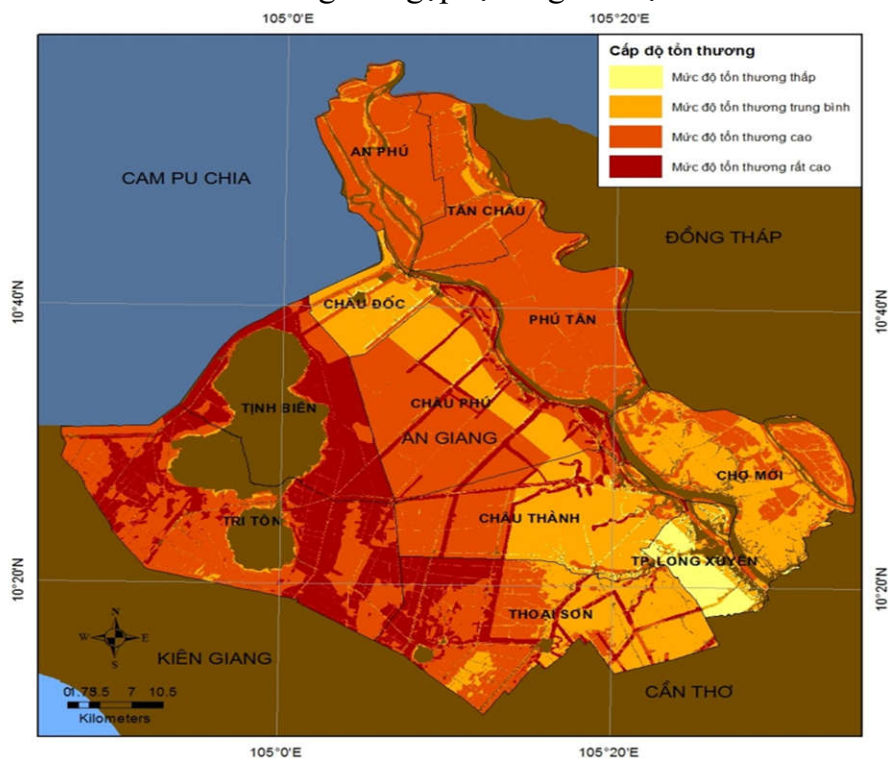 105°0'E
105°20'E
Cấp độ tổn thương
Mức độ tổn thương thấp
Mức độ tổn thương trung bình
Mức độ tổn thương cao
Mức độ tổn thương rất cao
AN PHÚ
CAM PU CHIA
TÂN CHÂU
ĐỒNG THÁP
10°40'N
10°40'N
CHÂU ĐỐC
PHÚ TÂN
TỊNH BIÊN
CHÂU PHÚ
AN GIANG
CHỢ MỚI
TRI TÔN
CHÂU THÀNH
TP. LONG XUYÊN
10°20'N
10°20'N
THOẠI SƠN
N
W
E
S
KIÊN GIANG
CẦN THƠ
7 10.5
Kilometers
105°0'E
105°20'E